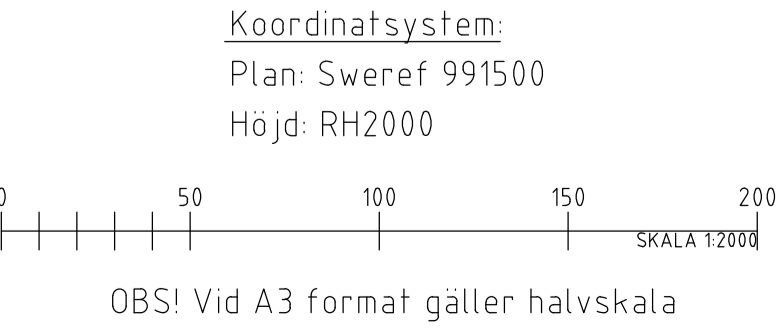 Koordinatsystem:
Plan: Sweref 991500
Höjd: RH2000
0 50 100 150 200
SKALA 1:2000
OBS! Vid A3 format gäller halvskala